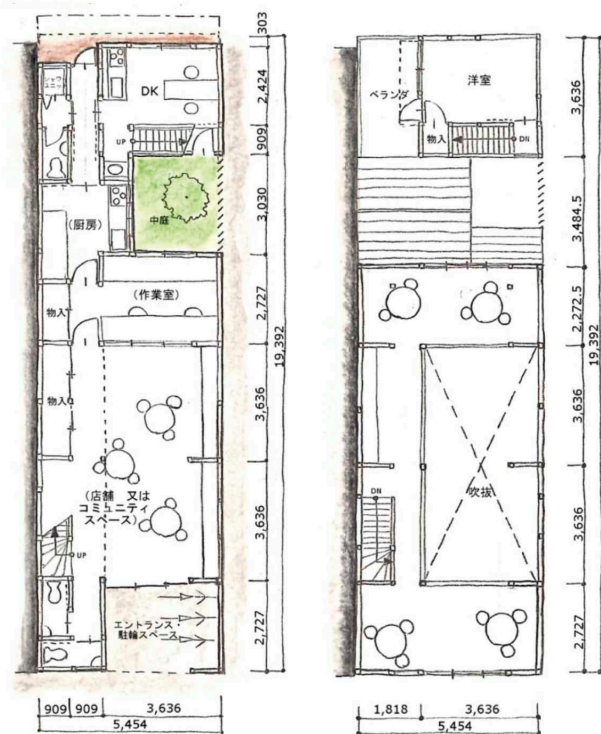 303
シャワー
ユニット
DK
2,424
UP
909
中庭
3,030
(厨房)
物入
(作業室)
2,727
19,392
物入
3,636
(店舗 又は
コミュニティ
スペース)
3,636
UP
エントランス・
駐輪スペース
2,727
909
909
3,636
5,454
洋室
ベランダ
3,636
物入
DN
3,484.5
2,272.5
19,392
3,636
吹抜
DN
3,636
2,727
1,818
3,636
5,454